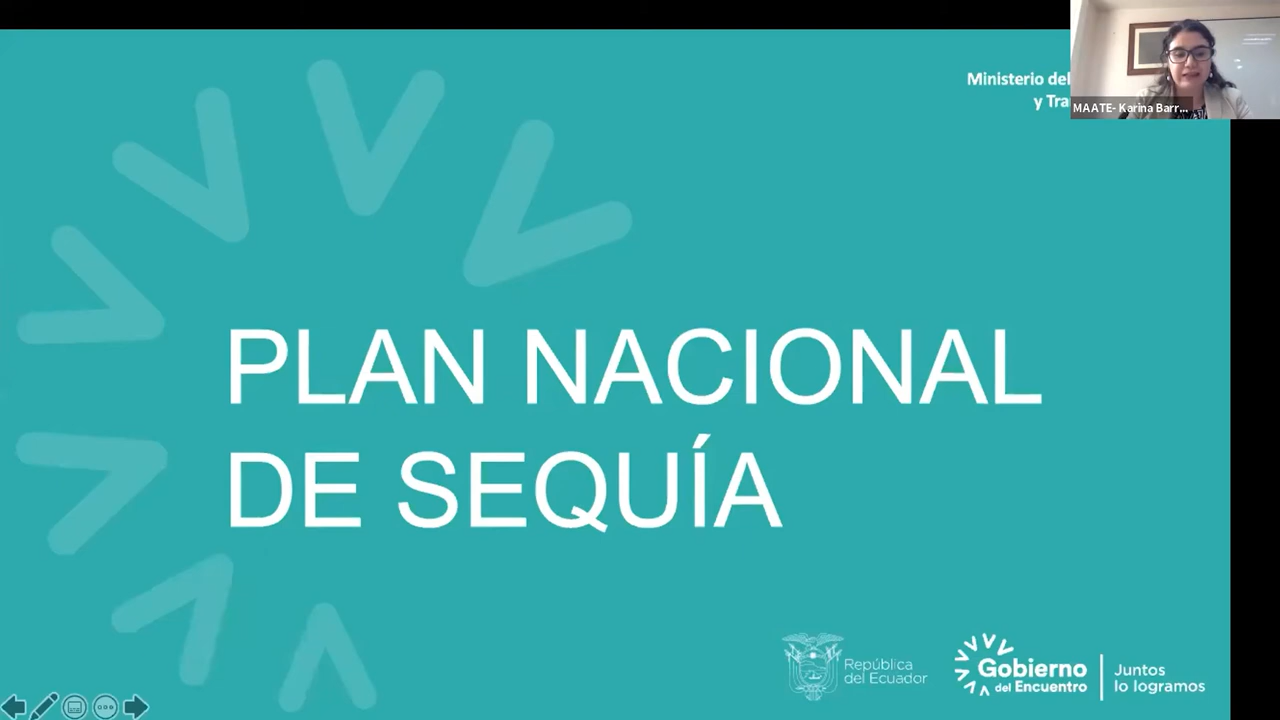 Ministerio del
y Tra
MAATE- Karina Barr...
PLAN NACIONAL
DE SEQUÍA
República
del Ecuador
Gobierno
del Encuentro
Juntos
lo logramos